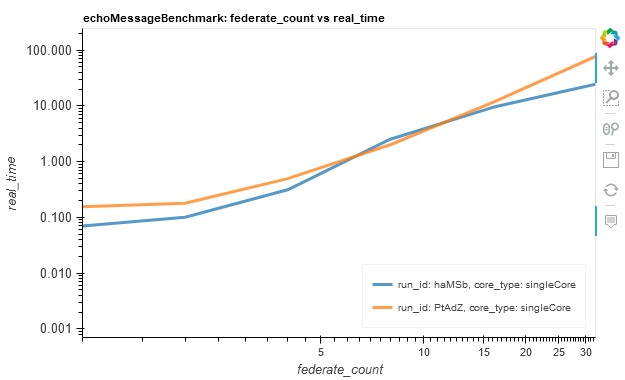 echoMessageBenchmark: federate_count vs real_time
100.000
10.000
1.000
0.100
0.010
0.001
real_time
run_id: haMSb, core_type: singleCore
run_id: PtAdZ, core_type: singleCore
5
10
15
20
25
30
federate_count